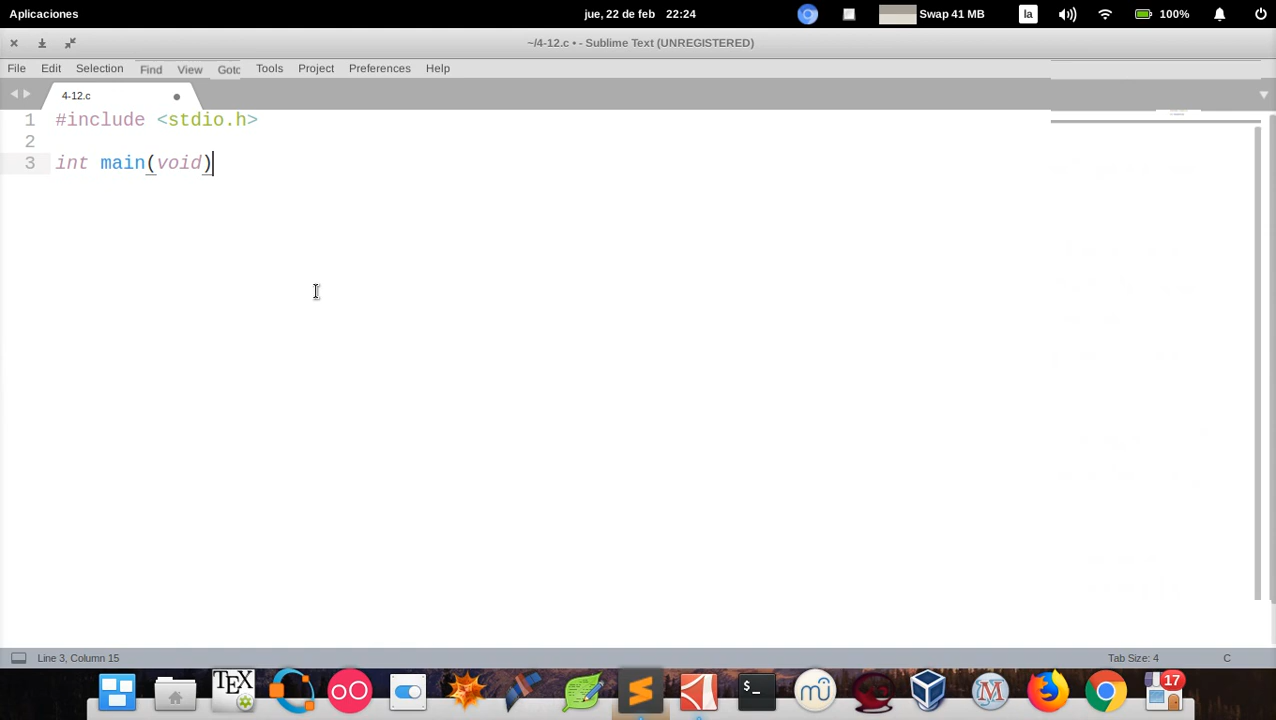 Aplicaciones jue, 22 de feb 22:24 Swap 41 MB la 100%
~/4-12.c • - Sublime Text (UNREGISTERED)
File Edit Selection Find View Goto Tools Project Preferences Help
4-12.c
1 #include <stdio.h>
2
3 int main(void)
Line 3, Column 15 Tab Size: 4 C
TEX >_ mu M 17